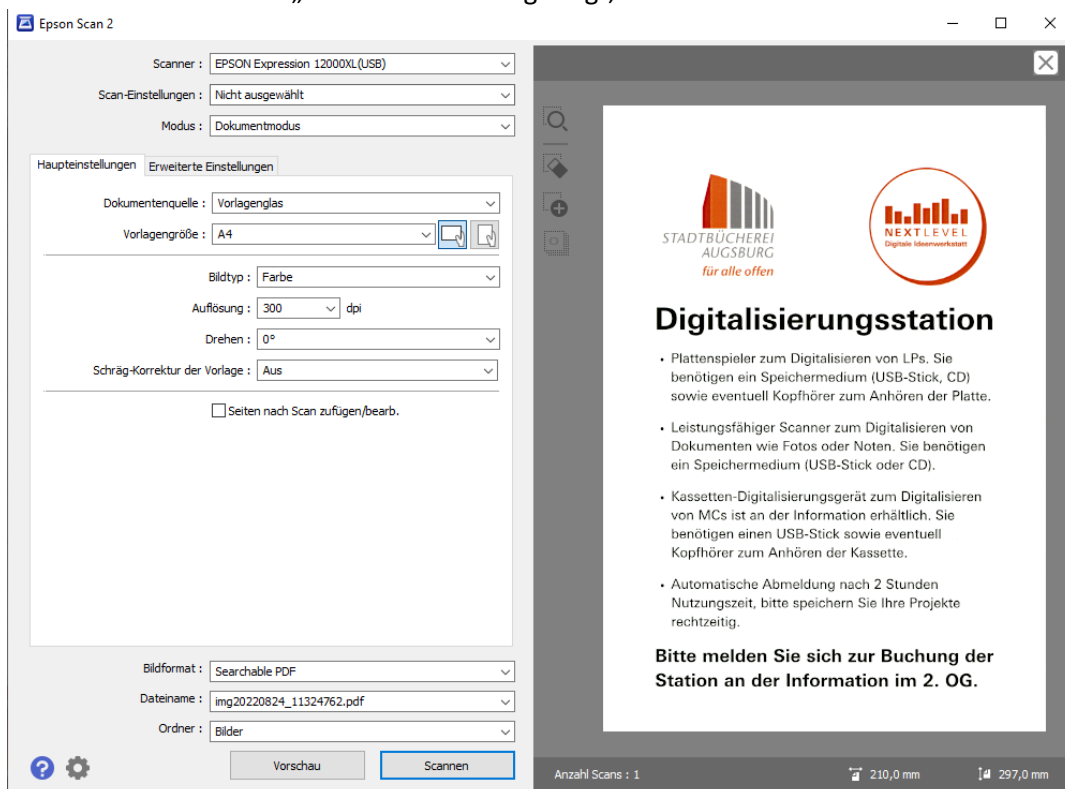 Epson Scan 2
Scanner : EPSON Expression 12000XL(USB)
Scan-Einstellungen : Nicht ausgewählt
Modus : Dokumentmodus
Haupteinstellungen Erweiterte Einstellungen
Dokumentenquelle : Vorlagenglas
Vorlagengröße : A4
Bildtyp : Farbe
Auflösung : 300 dpi
Drehen : 0°
Schräg-Korrektur der Vorlage : Aus
Seiten nach Scan zufügen/bearb.
Bildformat : Searchable PDF
Dateiname : img20220824_11324762.pdf
Ordner : Bilder
Vorschau Scannen
STADTBÜCHEREI
AUGSBURG
für alle offen
NEXTLEVEL
Digitale Ideenwerkstatt
Digitalisierungsstation
• Plattenspieler zum Digitalisieren von LPs. Sie
benötigen ein Speichermedium (USB-Stick, CD)
sowie eventuell Kopfhörer zum Anhören der Platte.
• Leistungsfähiger Scanner zum Digitalisieren von
Dokumenten wie Fotos oder Noten. Sie benötigen
ein Speichermedium (USB-Stick oder CD).
• Kassetten-Digitalisierungsgerät zum Digitalisieren
von MCs ist an der Information erhältlich. Sie
benötigen einen USB-Stick sowie eventuell
Kopfhörer zum Anhören der Kassette.
• Automatische Abmeldung nach 2 Stunden
Nutzungszeit, bitte speichern Sie Ihre Projekte
rechtzeitig.
Bitte melden Sie sich zur Buchung der
Station an der Information im 2. OG.
Anzahl Scans : 1 210,0 mm 297,0 mm